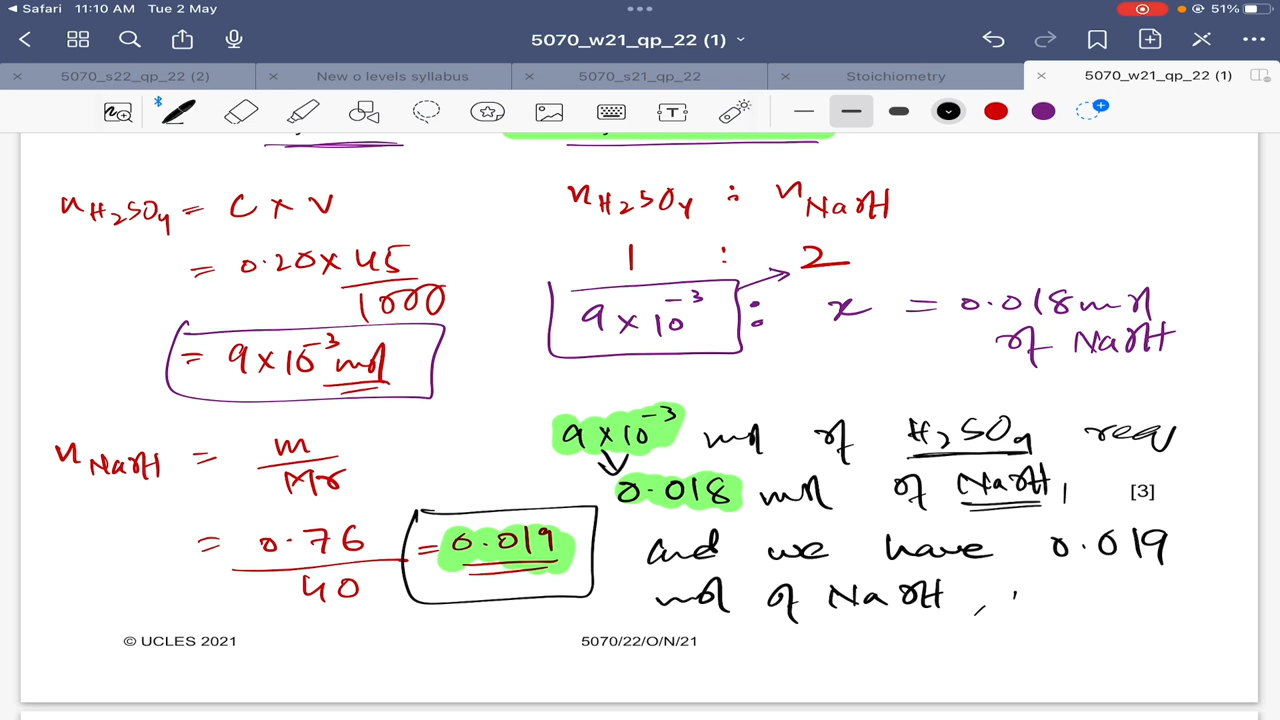 Safari 11:10 AM Tue 2 May 51%
5070_w21_qp_22 (1)
5070_s22_qp_22 (2) New o levels syllabus 5070_s21_qp_22 Stoichiometry 5070_w21_qp_22 (1)
nH₂SO₄ = C × V
= 0.20 × 45
1000
= 9 × 10⁻³ mol
nNaOH = m
Mr
= 0.76 = 0.019
40
nH₂SO₄ : nNaOH
1 : 2
9 × 10⁻³ : x = 0.018 mol
of NaOH
9 × 10⁻³ mol of H₂SO₄ req
0.018 mol of NaOH, [3]
and we have 0.019
mol of NaOH,
© UCLES 2021 5070/22/O/N/21